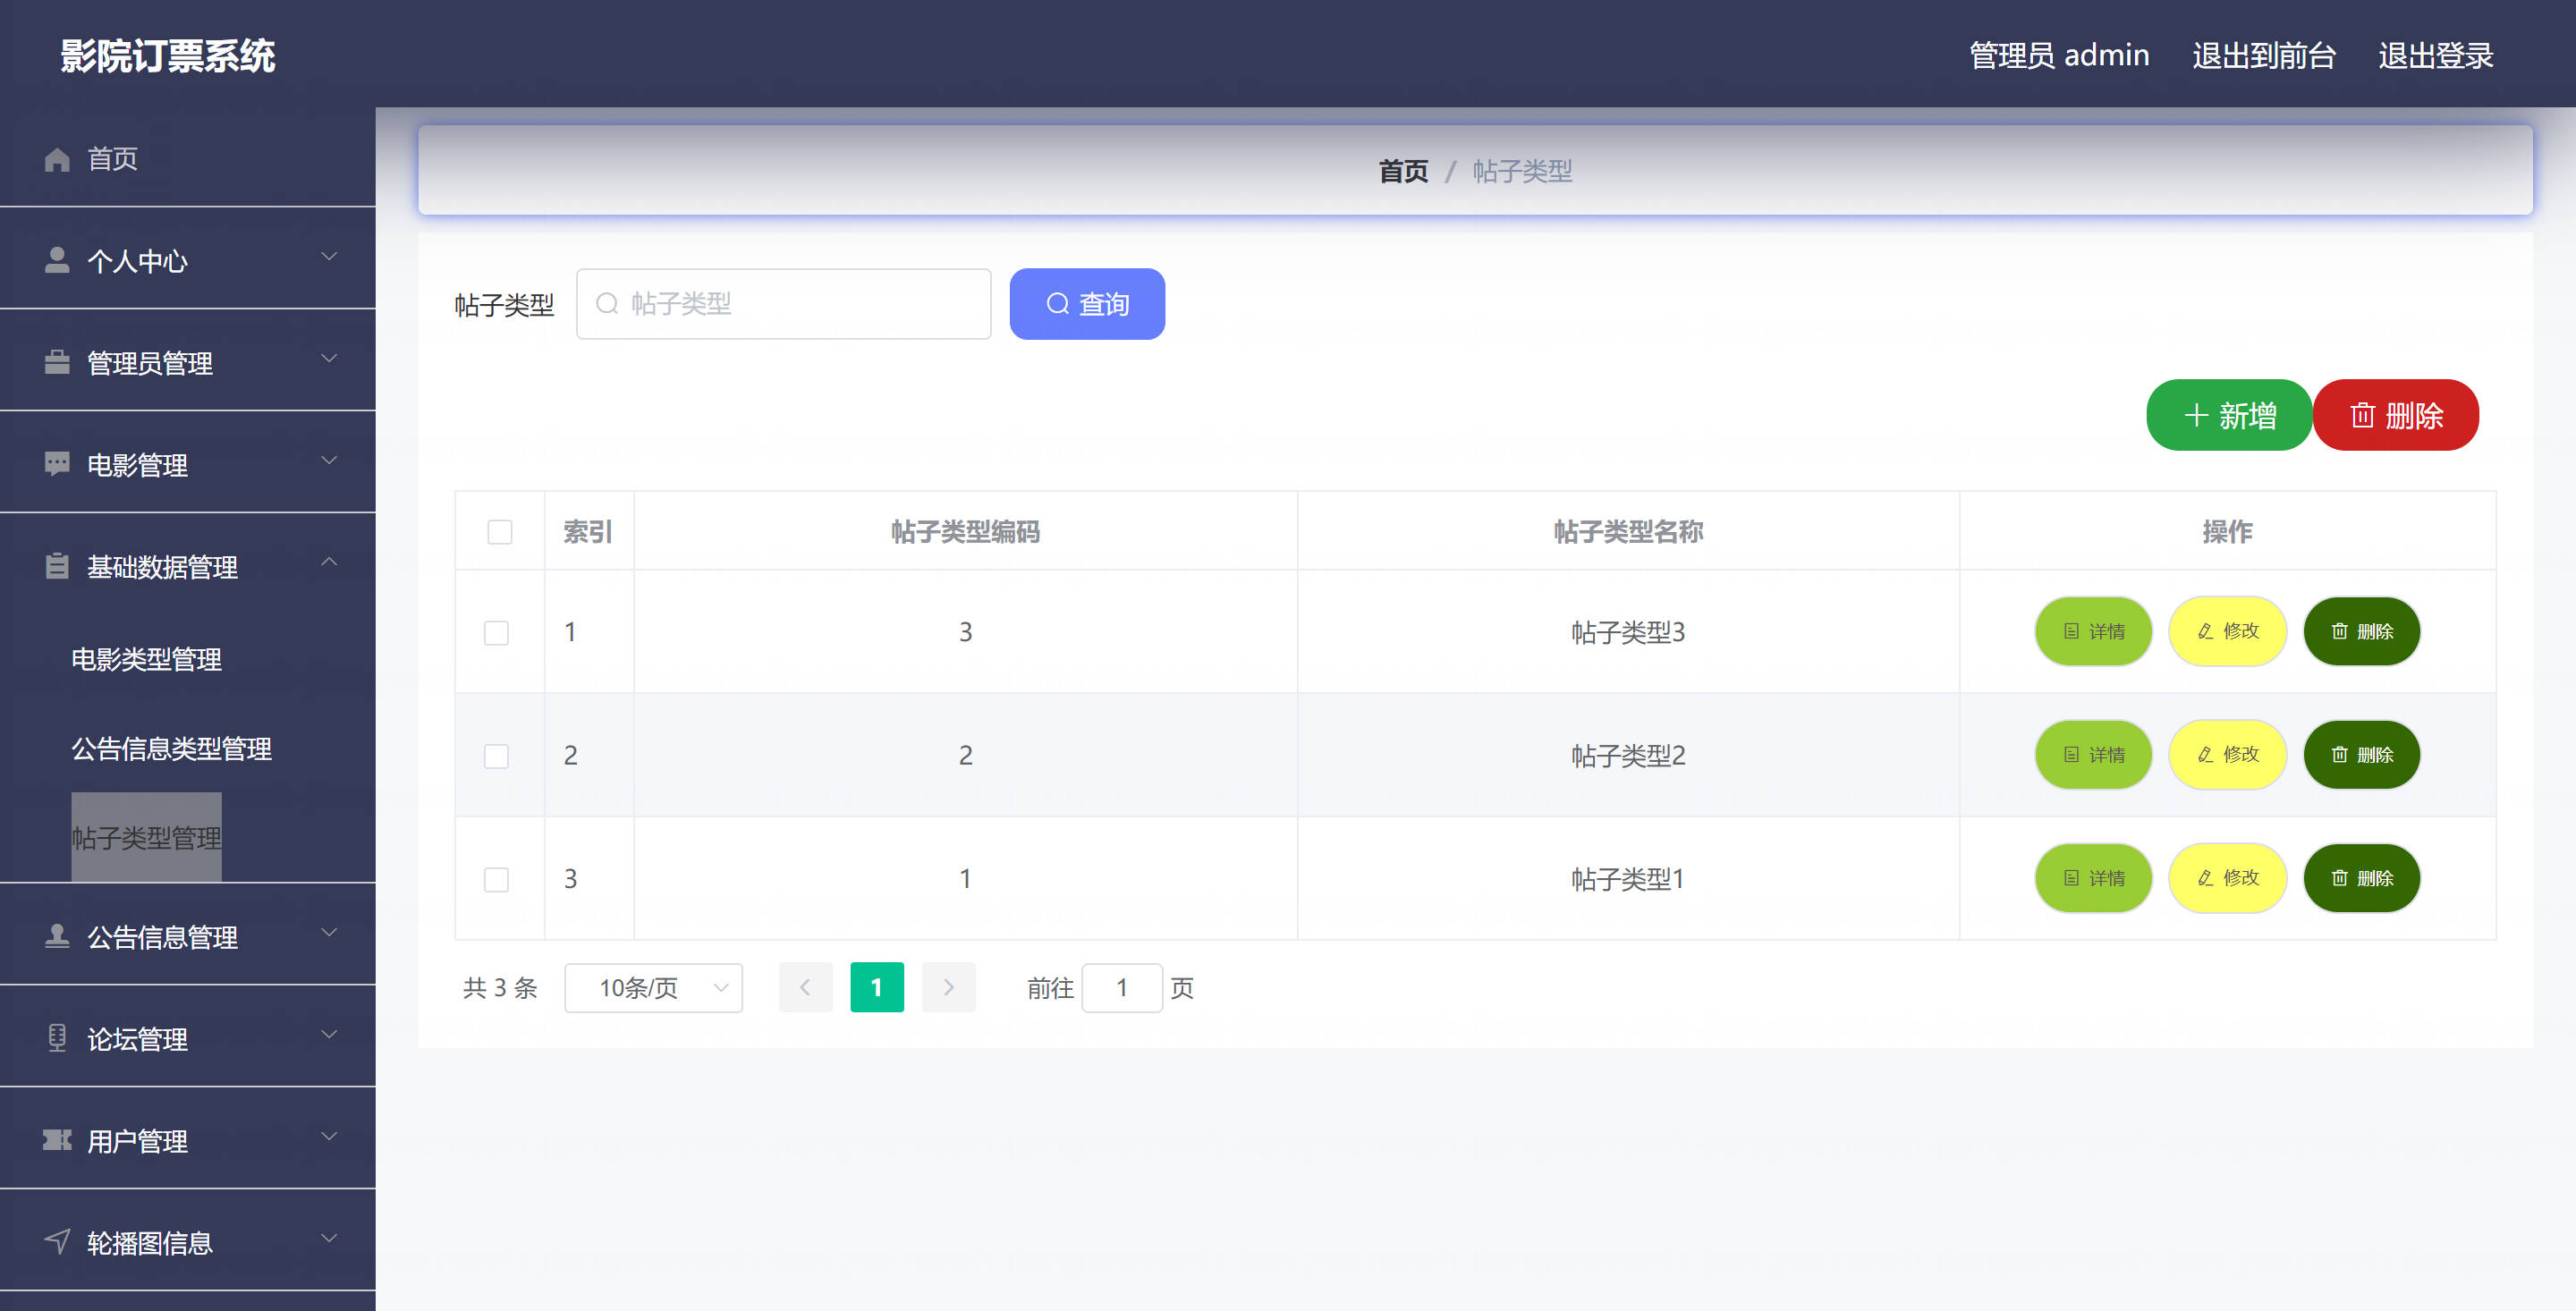 影院订票系统
管理员 admin 退出到前台 退出登录
首页
个人中心
管理员管理
电影管理
基础数据管理
电影类型管理
公告信息类型管理
帖子类型管理
公告信息管理
论坛管理
用户管理
轮播图信息
首页 / 帖子类型
帖子类型 帖子类型 查询
新增 删除
索引 帖子类型编码 帖子类型名称 操作
1 3 帖子类型3 详情 修改 删除
2 2 帖子类型2 详情 修改 删除
3 1 帖子类型1 详情 修改 删除
共 3 条 10条/页 1 前往 1 页